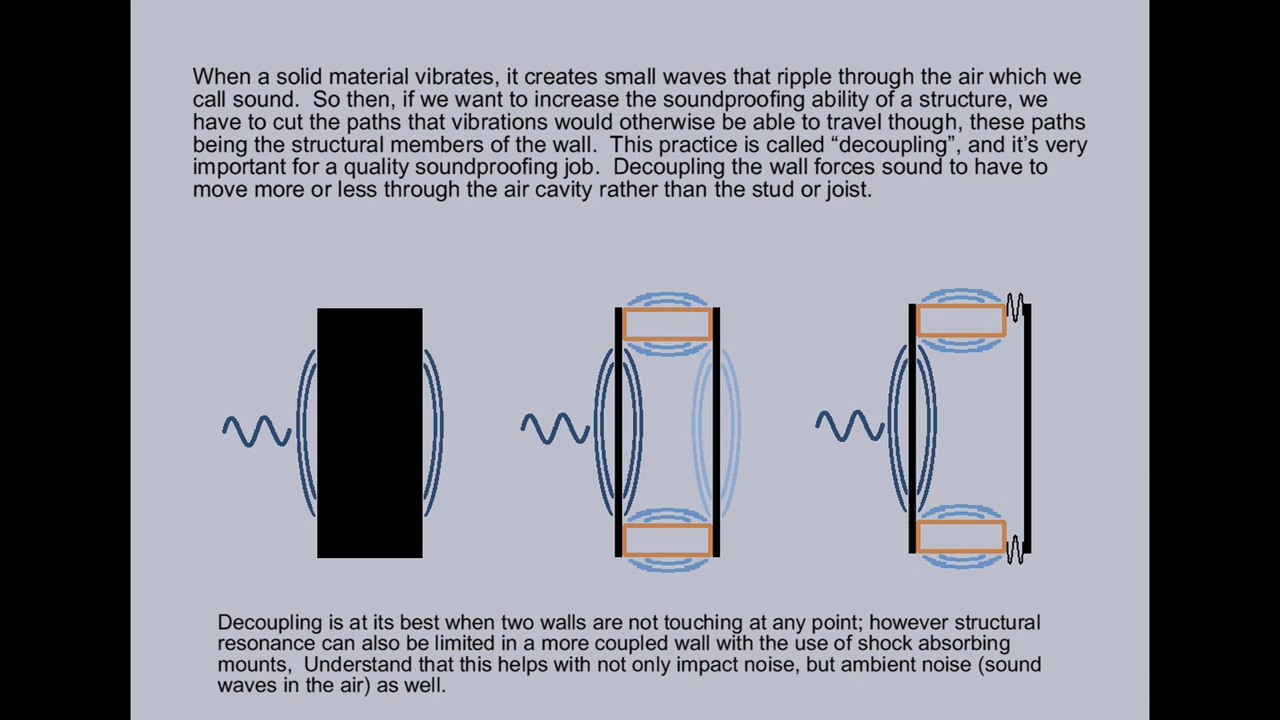 When a solid material vibrates, it creates small waves that ripple through the air which we
call sound.  So then, if we want to increase the soundproofing ability of a structure, we
have to cut the paths that vibrations would otherwise be able to travel though, these paths
being the structural members of the wall.  This practice is called “decoupling”, and it’s very
important for a quality soundproofing job.  Decoupling the wall forces sound to have to
move more or less through the air cavity rather than the stud or joist.
Decoupling is at its best when two walls are not touching at any point; however structural
resonance can also be limited in a more coupled wall with the use of shock absorbing
mounts,  Understand that this helps with not only impact noise, but ambient noise (sound
waves in the air) as well.